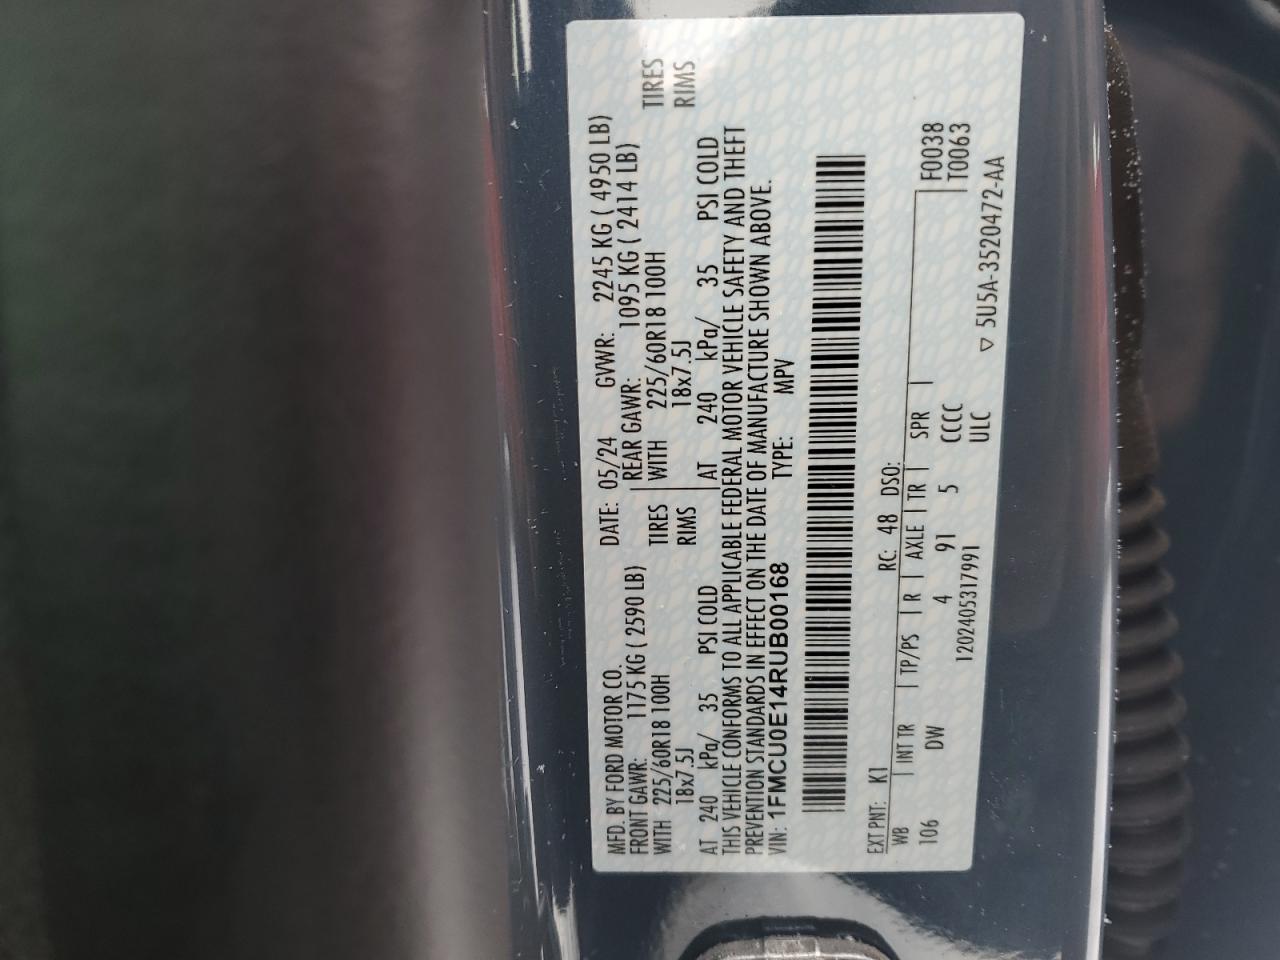 MFD. BY FORD MOTOR CO. DATE: 05/24 GVWR: 2245 KG ( 4950 LB)
FRONT GAWR: 1175 KG ( 2590 LB) REAR GAWR: 1095 KG ( 2414 LB)
WITH 225/60R18 100H TIRES WITH 225/60R18 100H TIRES
18x7.5J RIMS 18x7.5J RIMS
AT 240 kPa/ 35 PSI COLD AT 240 kPa/ 35 PSI COLD
THIS VEHICLE CONFORMS TO ALL APPLICABLE FEDERAL MOTOR VEHICLE SAFETY AND THEFT
PREVENTION STANDARDS IN EFFECT ON THE DATE OF MANUFACTURE SHOWN ABOVE.
VIN: 1FMCU0E14RUB00168 TYPE: MPV
EXT PNT: K1 RC: 48 DSO:
WB INT TR TP/PS R AXLE TR SPR F0038
106 DW 4 91 5 CCCC T0063
120240531799​1 ULC
▽ 5U5A-3520472-AA